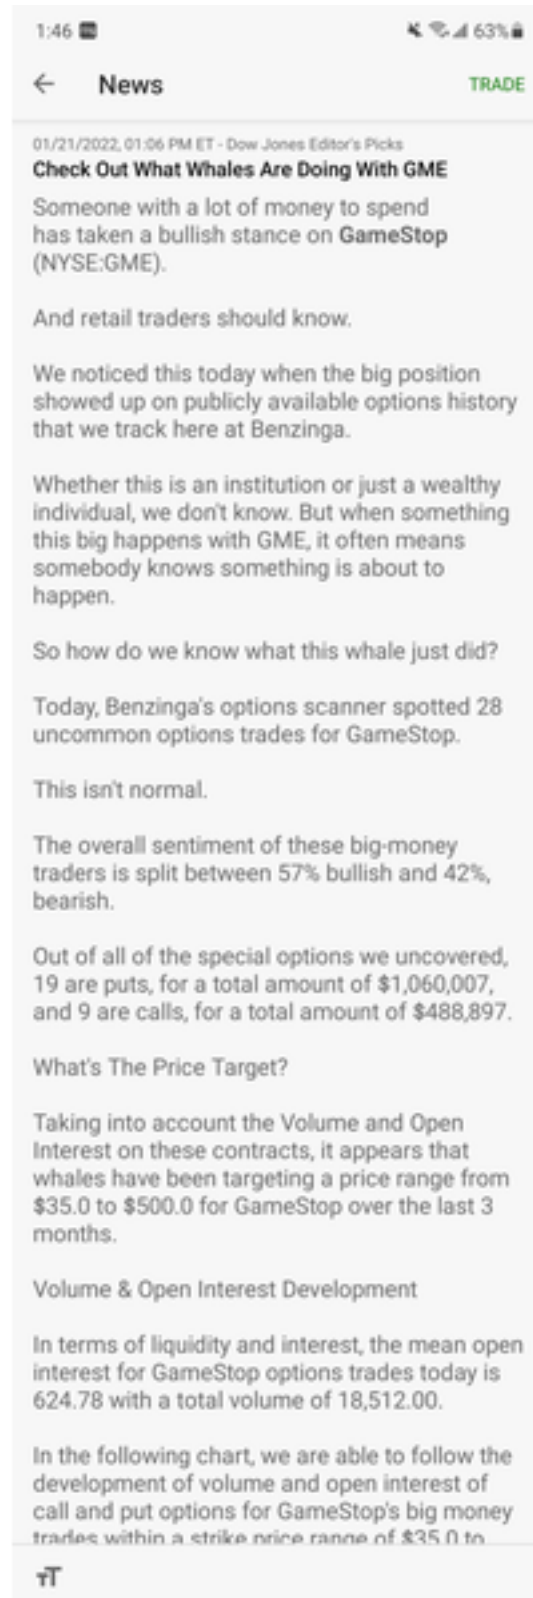 1:46
63%
News
TRADE
01/21/2022, 01:06 PM ET - Dow Jones Editor's Picks
Check Out What Whales Are Doing With GME
Someone with a lot of money to spend
has taken a bullish stance on GameStop
(NYSE:GME).
And retail traders should know.
We noticed this today when the big position
showed up on publicly available options history
that we track here at Benzinga.
Whether this is an institution or just a wealthy
individual, we don't know. But when something
this big happens with GME, it often means
somebody knows something is about to
happen.
So how do we know what this whale just did?
Today, Benzinga's options scanner spotted 28
uncommon options trades for GameStop.
This isn't normal.
The overall sentiment of these big-money
traders is split between 57% bullish and 42%,
bearish.
Out of all of the special options we uncovered,
19 are puts, for a total amount of $1,060,007,
and 9 are calls, for a total amount of $488,897.
What's The Price Target?
Taking into account the Volume and Open
Interest on these contracts, it appears that
whales have been targeting a price range from
$35.0 to $500.0 for GameStop over the last 3
months.
Volume & Open Interest Development
In terms of liquidity and interest, the mean open
interest for GameStop options trades today is
624.78 with a total volume of 18,512.00.
In the following chart, we are able to follow the
development of volume and open interest of
call and put options for GameStop's big money
trades within a strike price range of $35.0 to
TT